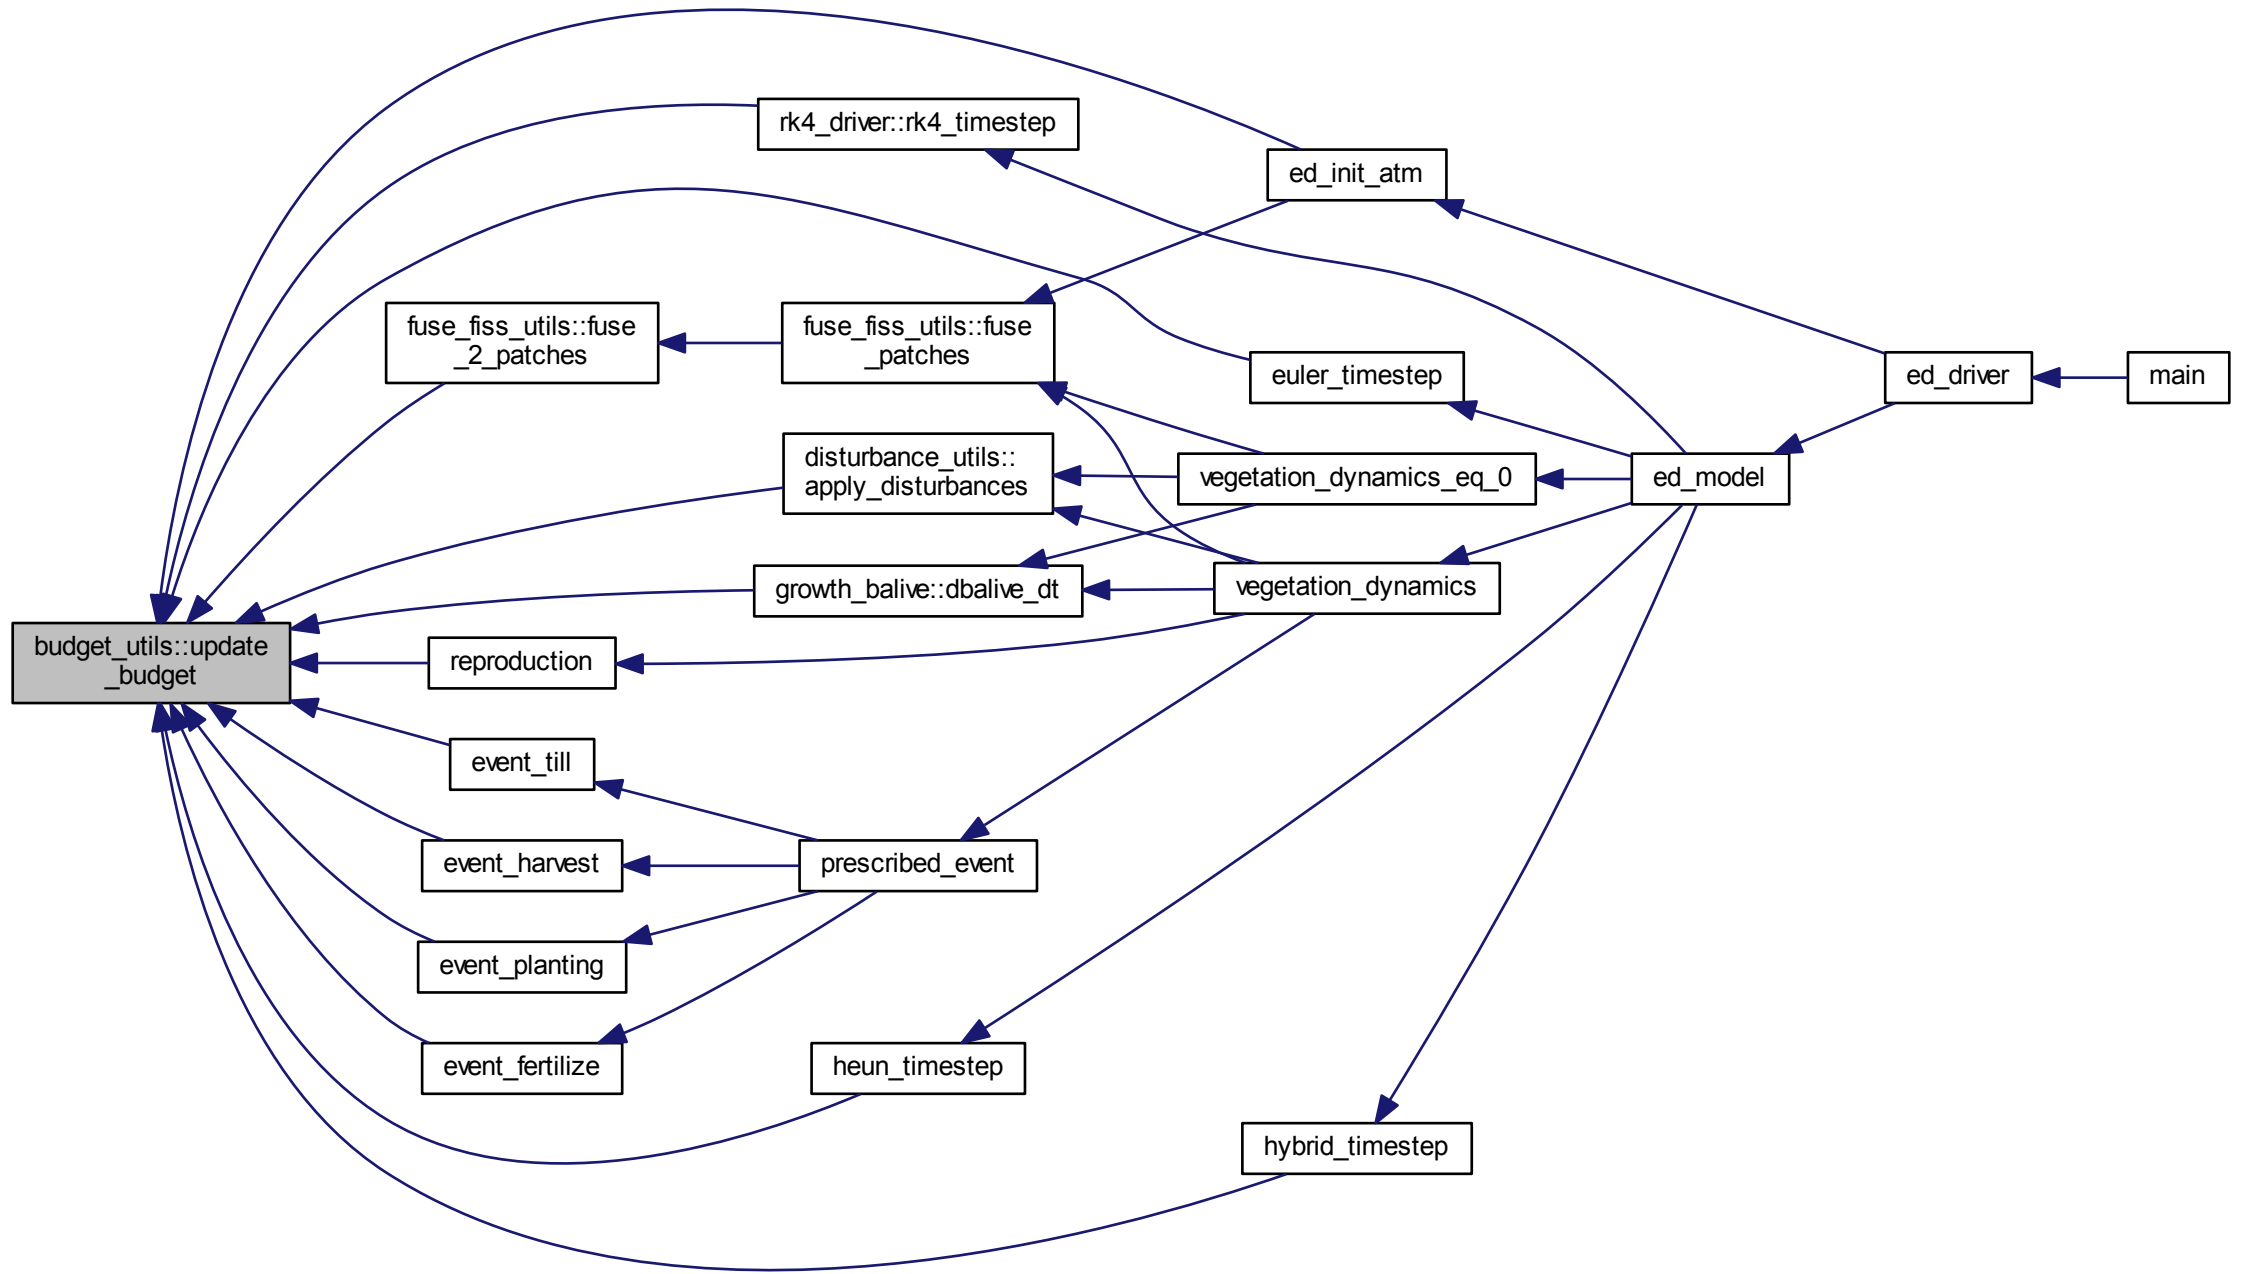 rk4_driver::rk4_timestep
ed_init_atm
fuse_fiss_utils::fuse
_2_patches
fuse_fiss_utils::fuse
_patches
euler_timestep
ed_driver
main
disturbance_utils::
apply_disturbances
vegetation_dynamics_eq_0
ed_model
growth_balive::dbalive_dt
vegetation_dynamics
budget_utils::update
_budget
reproduction
event_till
event_harvest
prescribed_event
event_planting
event_fertilize
heun_timestep
hybrid_timestep